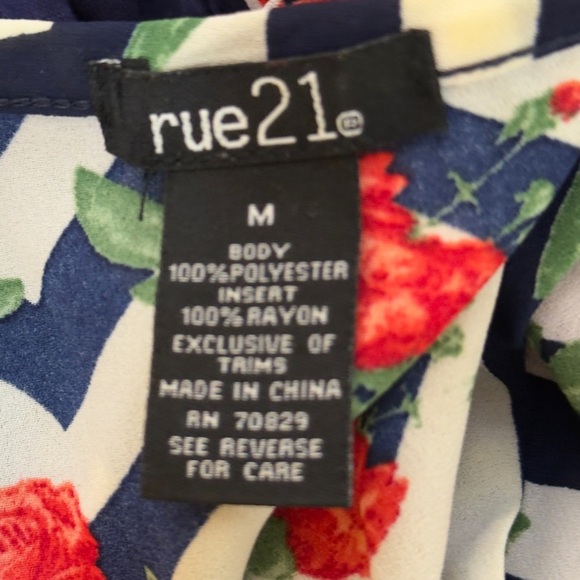 rue21®
M
BODY
100% POLYESTER
INSERT
100% RAYON
EXCLUSIVE OF
TRIMS
MADE IN CHINA
RN 70829
SEE REVERSE
FOR CARE